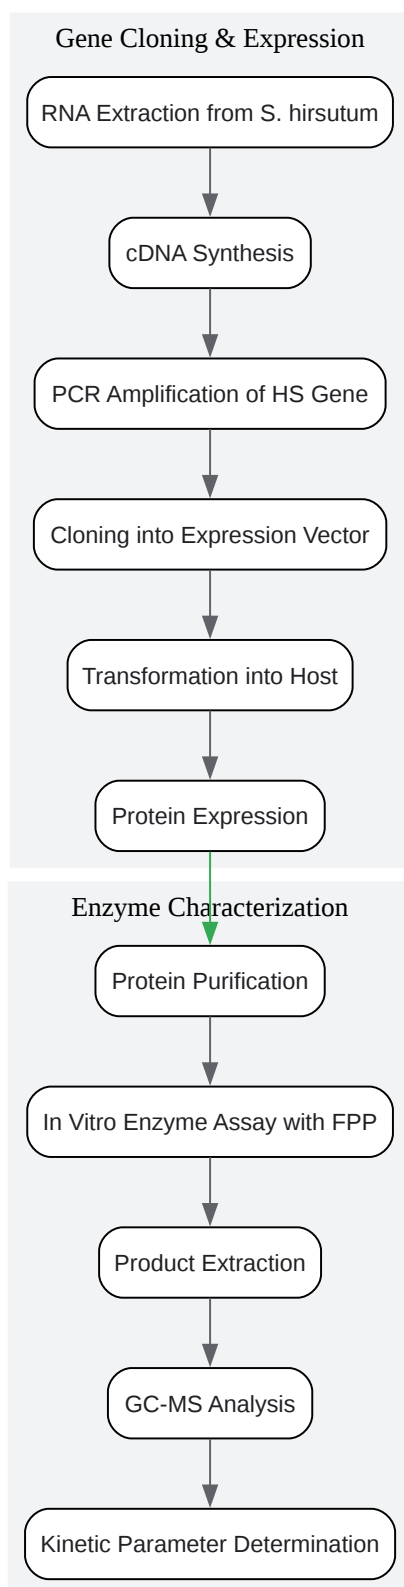 Gene Cloning & Expression
RNA Extraction from S. hirsutum
cDNA Synthesis
PCR Amplification of HS Gene
Cloning into Expression Vector
Transformation into Host
Protein Expression
Enzyme Characterization
Protein Purification
In Vitro Enzyme Assay with FPP
Product Extraction
GC-MS Analysis
Kinetic Parameter Determination